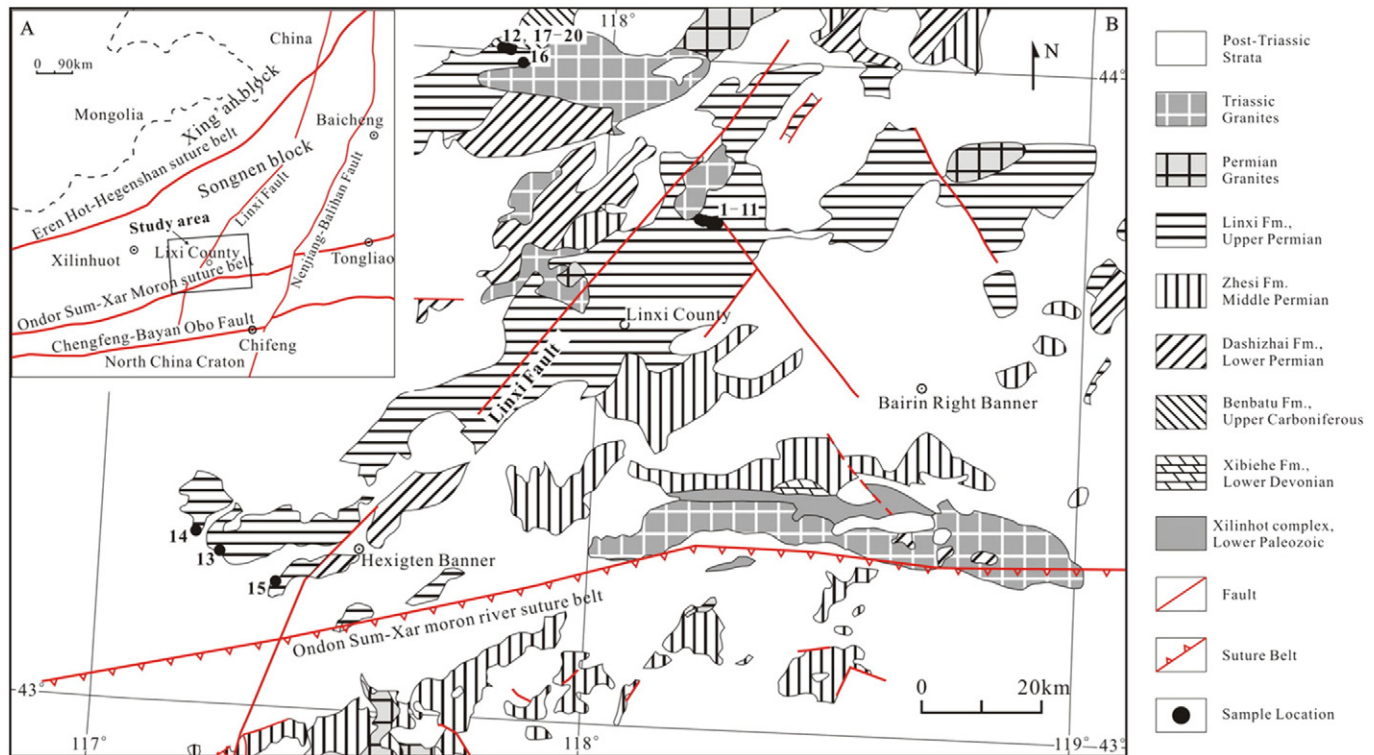 A
China
0 90km
Mongolia
Xing'an block
Baicheng
Eren Hot-Hegenshan suture belt
Songnen block
Linxi Fault
Nenjiang-Balihan Fault
Study area
Xilinhuot
Lixi County
Tongliao
Ondor Sum-Xar Moron suture belt
Chengfeng-Bayan Obo Fault
Chifeng
North China Craton
118°
B
12, 17-20
16
N
44°
1-11
Linxi County
Linxi Fault
Bairin Right Banner
14
13
Hexigten Banner
15
Ondon Sum-Xar moron river suture belt
0 20km
43°
117°
118°
119°
43°
Post-Triassic
Strata
Triassic
Granites
Permian
Granites
Linxi Fm.,
Upper Permian
Zhesi Fm.
Middle Permian
Dashizhai Fm.,
Lower Permian
Benbatu Fm.,
Upper Carboniferous
Xibiehe Fm.,
Lower Devonian
Xilinhot complex,
Lower Paleozoic
Fault
Suture Belt
Sample Location